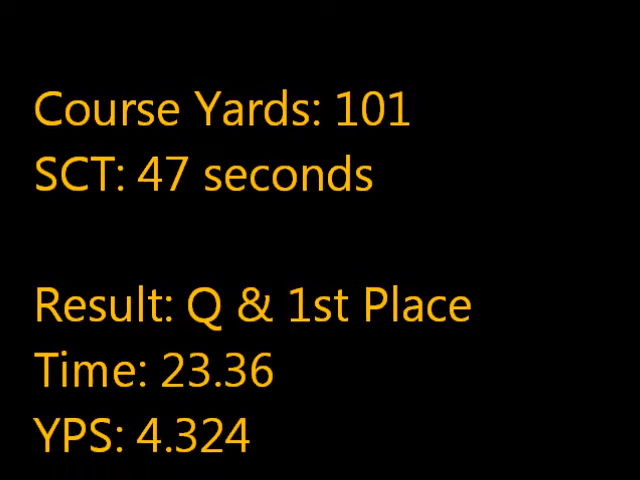 Course Yards: 101
SCT: 47 seconds
Result: Q & 1st Place
Time: 23.36
YPS: 4.324